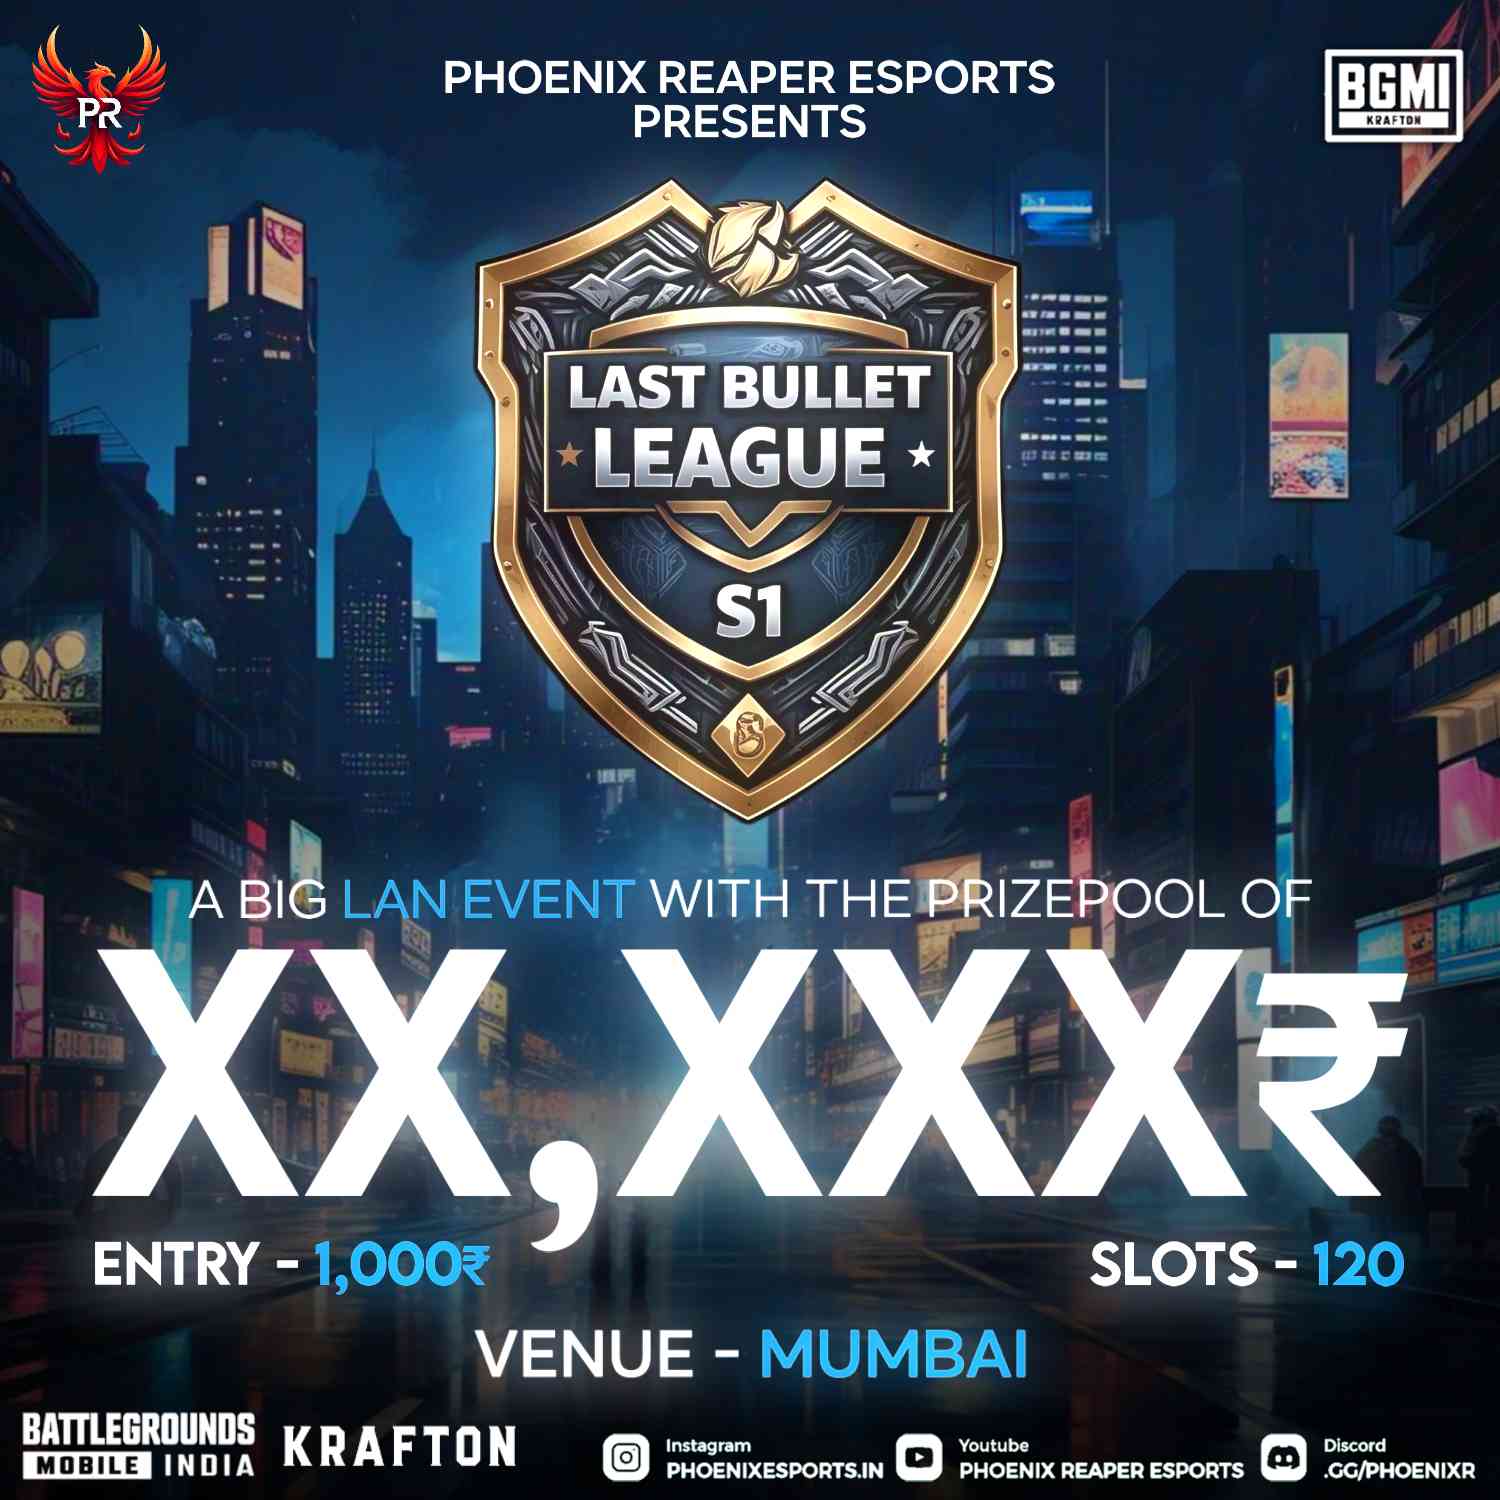 PHOENIX REAPER ESPORTS
PRESENTS
PR
BGMI
KRAFTON
LAST BULLET
LEAGUE
S1
A BIG LAN EVENT WITH THE PRIZEPOOL OF
XX,XXX₹
ENTRY - 1,000₹
SLOTS - 120
VENUE - MUMBAI
BATTLEGROUNDS
MOBILE INDIA
KRAFTON
Instagram
PHOENIXESPORTS.IN
Youtube
PHOENIX REAPER ESPORTS
Discord
.GG/PHOENIXR